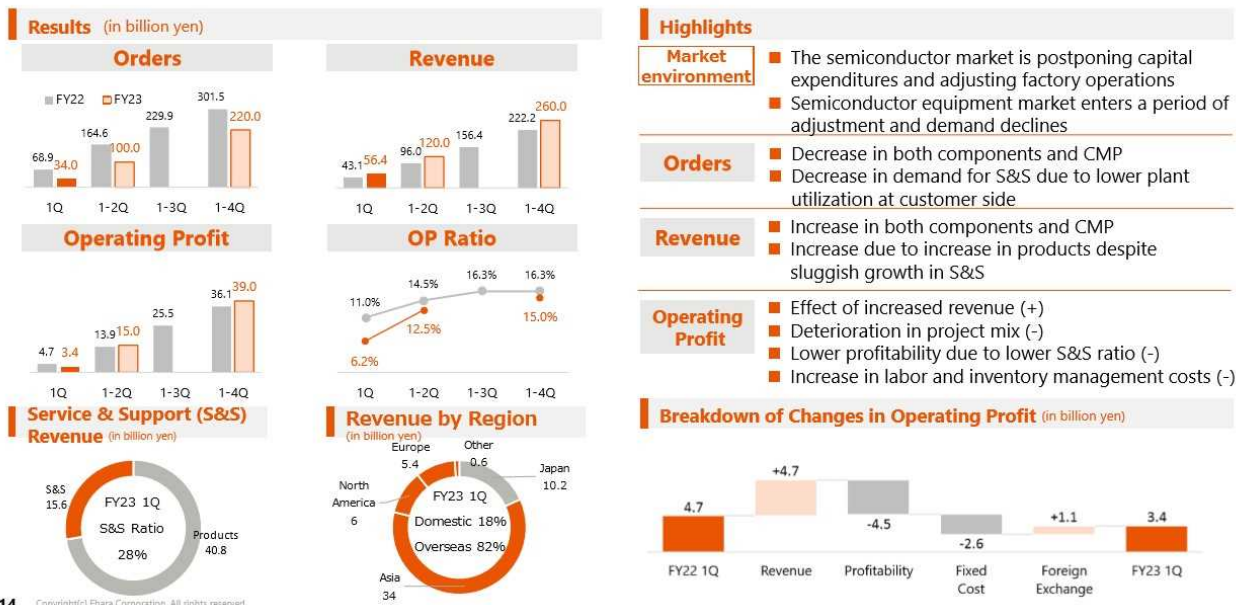 Results (in billion yen)
Orders
FY22 FY23
68.9
34.0
164.6
100.0
229.9
301.5
220.0
1Q 1-2Q 1-3Q 1-4Q
Revenue
43.1
56.4
96.0
120.0
156.4
222.2
260.0
1Q 1-2Q 1-3Q 1-4Q
Operating Profit
4.7
3.4
13.9
15.0
25.5
36.1
39.0
1Q 1-2Q 1-3Q 1-4Q
OP Ratio
11.0%
14.5%
16.3%
16.3%
6.2%
12.5%
15.0%
1Q 1-2Q 1-3Q 1-4Q
Service & Support (S&S)
Revenue (in billion yen)
S&S
15.6
FY23 1Q
S&S Ratio
28%
Products
40.8
Revenue by Region
(in billion yen)
Europe
5.4
Other
0.6
Japan
10.2
North
America
6
FY23 1Q
Domestic 18%
Overseas 82%
Asia
34
Highlights
Market
environment
■ The semiconductor market is postponing capital
expenditures and adjusting factory operations
■ Semiconductor equipment market enters a period of
adjustment and demand declines
Orders
■ Decrease in both components and CMP
■ Decrease in demand for S&S due to lower plant
utilization at customer side
Revenue
■ Increase in both components and CMP
■ Increase due to increase in products despite
sluggish growth in S&S
Operating
Profit
■ Effect of increased revenue (+)
■ Deterioration in project mix (-)
■ Lower profitability due to lower S&S ratio (-)
■ Increase in labor and inventory management costs (-)
Breakdown of Changes in Operating Profit (in billion yen)
4.7
+4.7
-4.5
-2.6
+1.1
3.4
FY22 1Q
Revenue
Profitability
Fixed
Cost
Foreign
Exchange
FY23 1Q
14 Copyright(c) Ebara Corporation. All rights reserved